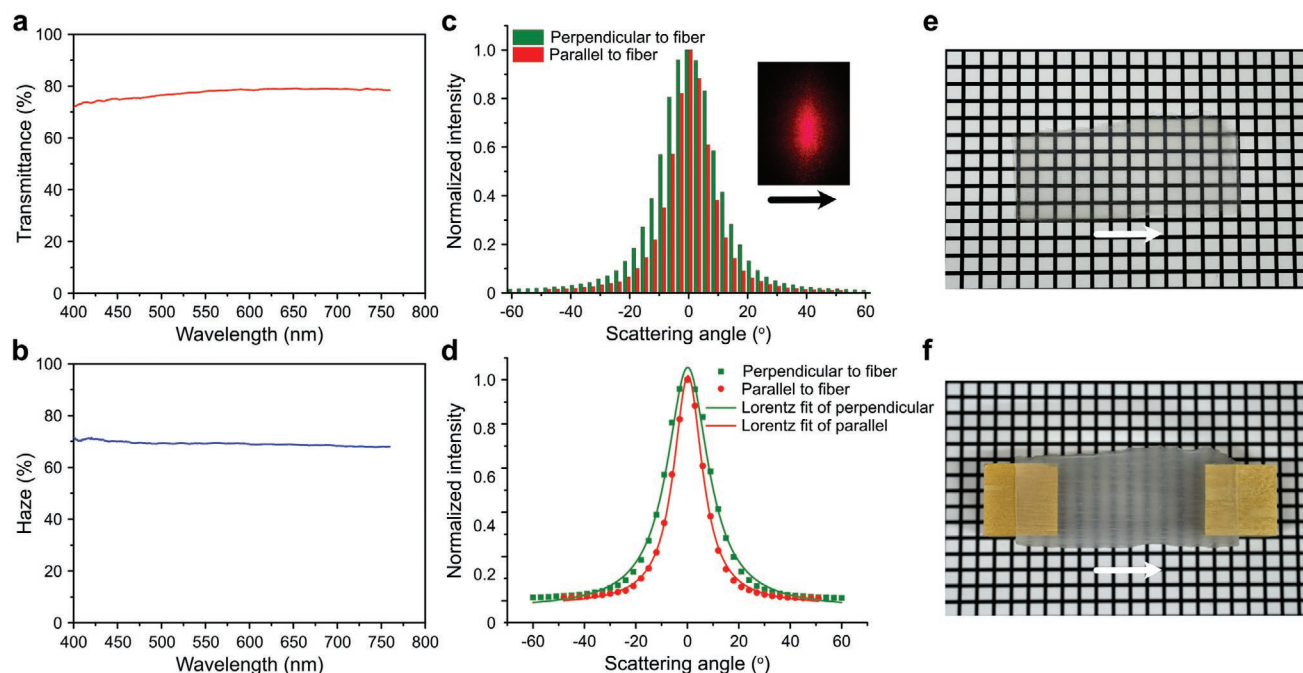 a
100
80
60
40
20
0
Transmittance (%)
400 450 500 550 600 650 700 750 800
Wavelength (nm)
b
100
80
60
40
20
0
Haze (%)
400 450 500 550 600 650 700 750 800
Wavelength (nm)
c
Perpendicular to fiber
Parallel to fiber
1.0
0.8
0.6
0.4
0.2
0
Normalized intensity
-60 -40 -20 0 20 40 60
Scattering angle (º)
d
Perpendicular to fiber
Parallel to fiber
Lorentz fit of perpendicular
Lorentz fit of parallel
1.0
0.8
0.6
0.4
0.2
0
Normalized intensity
-60 -40 -20 0 20 40 60
Scattering angle (º)
e
f